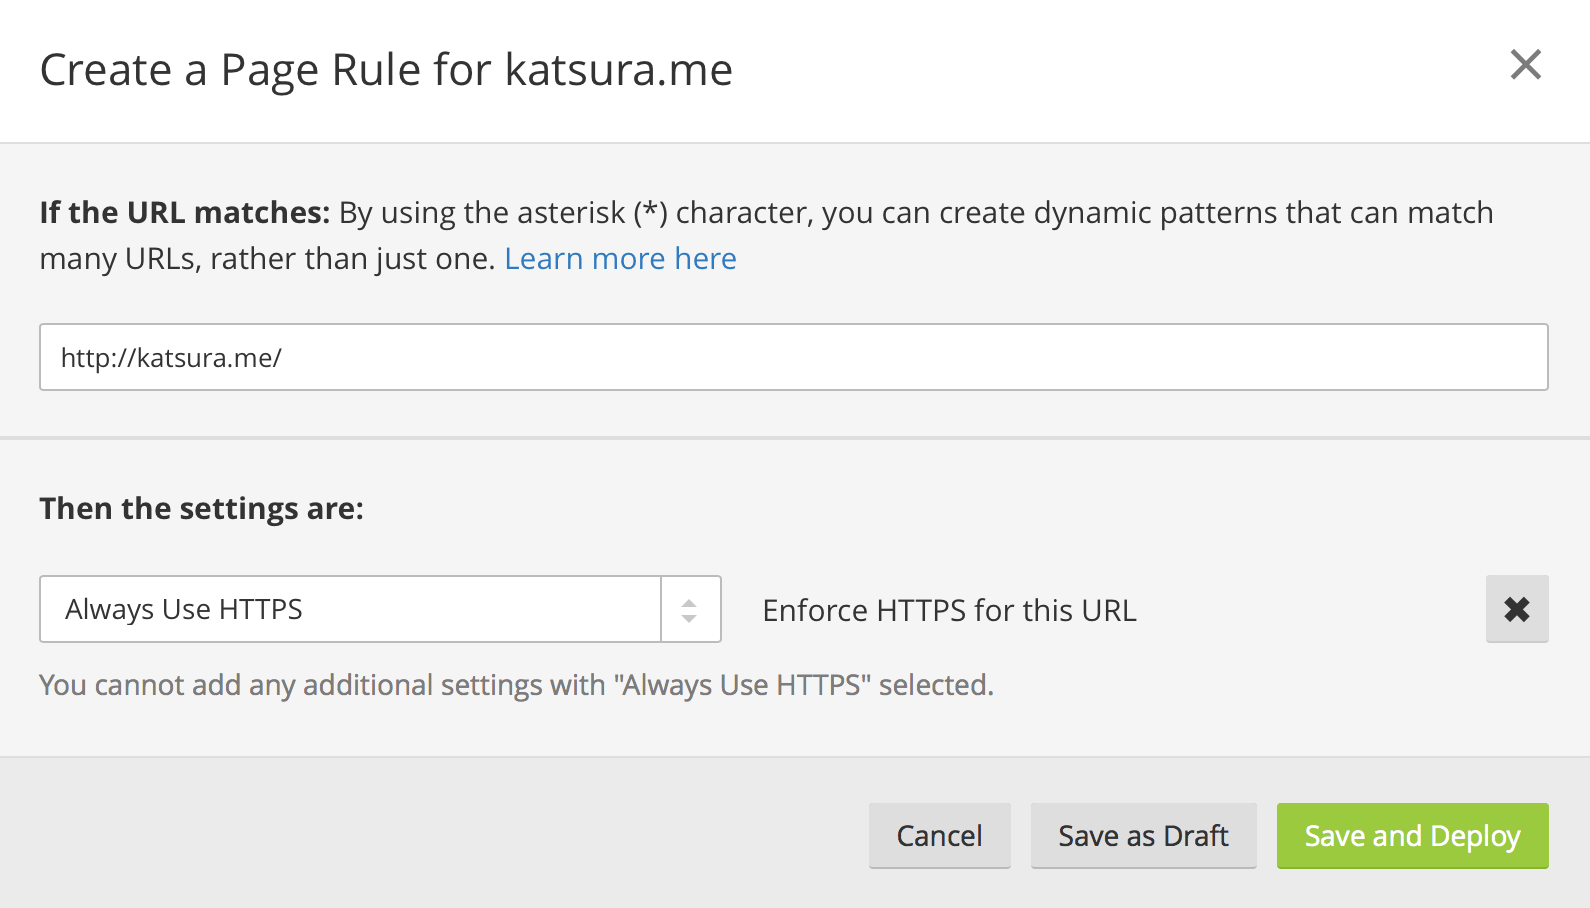 Create a Page Rule for katsura.me
If the URL matches: By using the asterisk (*) character, you can create dynamic patterns that can match
many URLs, rather than just one. Learn more here
http://katsura.me/
Then the settings are:
Always Use HTTPS
Enforce HTTPS for this URL
You cannot add any additional settings with "Always Use HTTPS" selected.
Cancel
Save as Draft
Save and Deploy